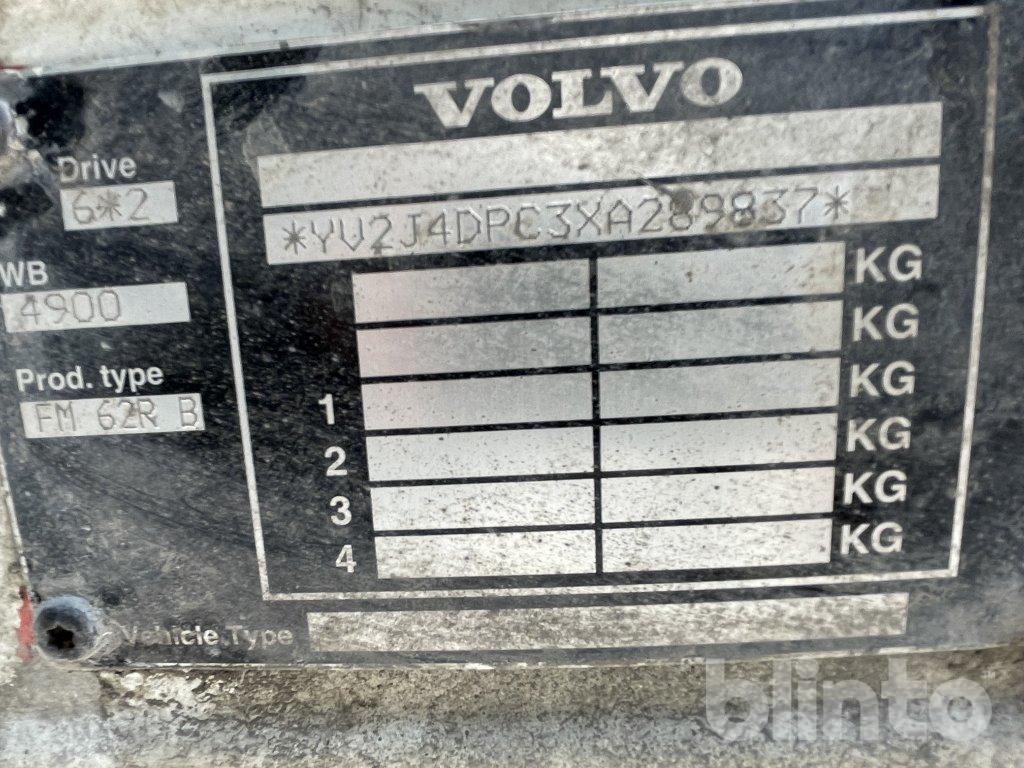 VOLVO
Drive
6*2
*YV2J4DPC3XA289837*
WB
4900
KG
KG
Prod. type
FM 62R B
1 KG
2 KG
3 KG
4 KG
Vehicle Type
blinto